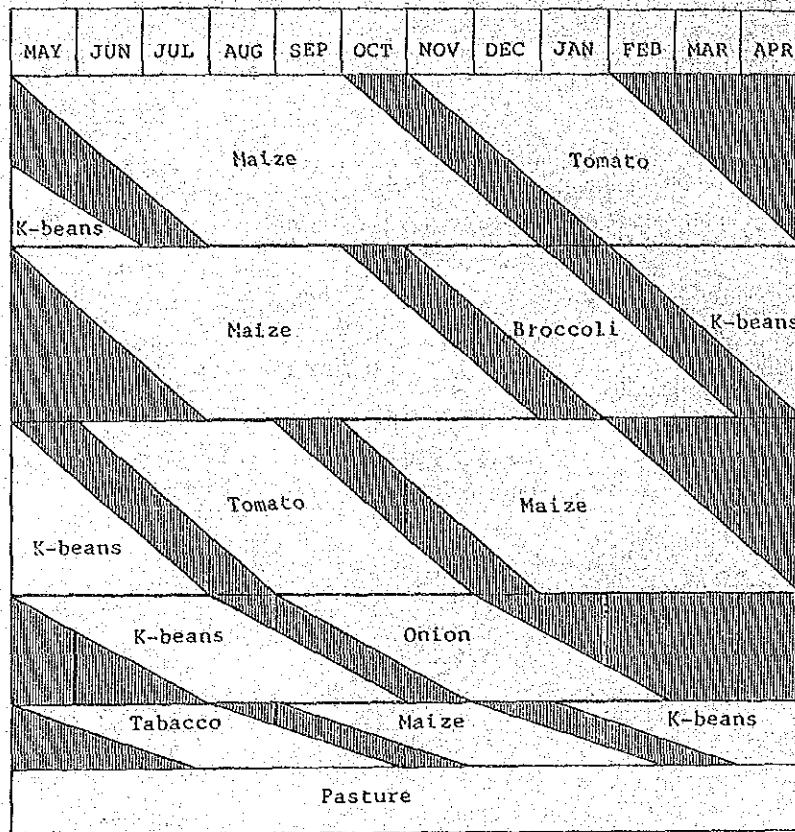 MAY JUN JUL AUG SEP OCT NOV DEC JAN FEB MAR APR
Maize Tomato
K-beans
Maize Broccoli K-beans
Tomato Maize
K-beans
K-beans Onion
Tabacco Maize K-beans
Pasture